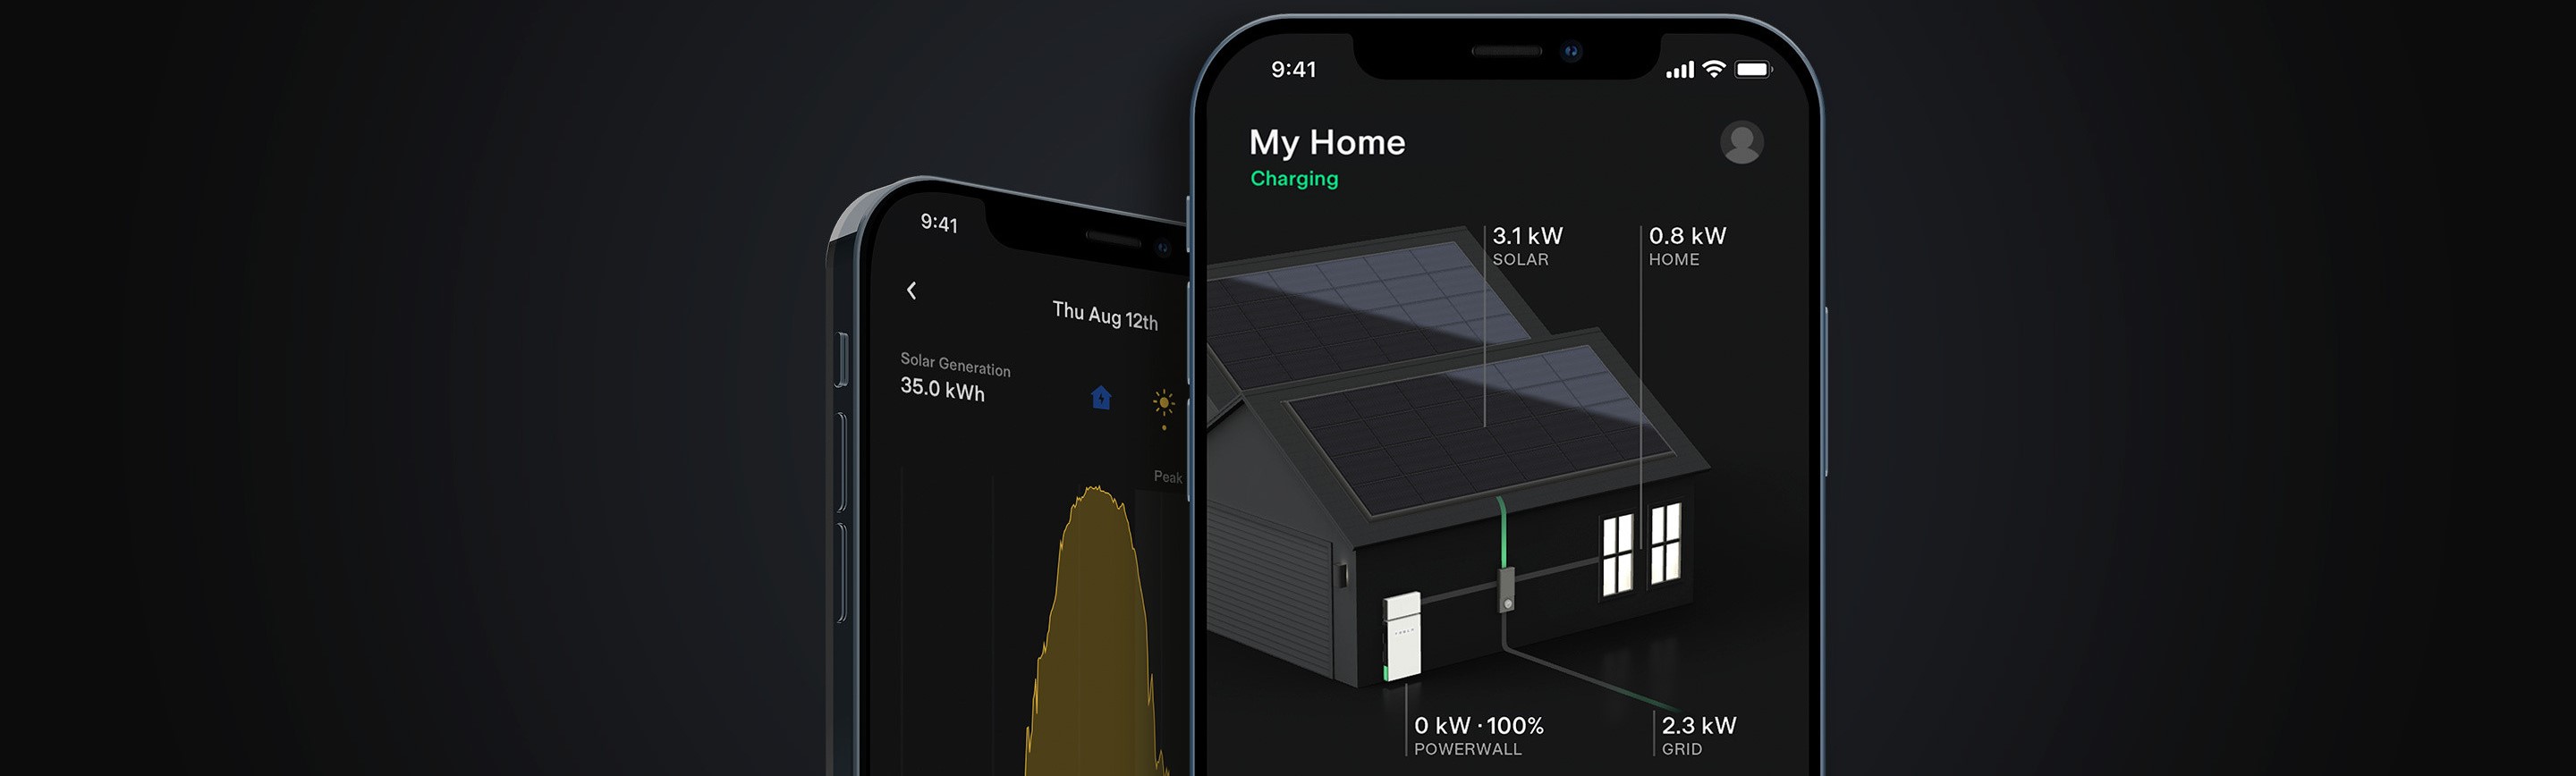 9:41
Thu Aug 12th
Solar Generation
35.0 kWh
Peak
9:41
My Home
Charging
3.1 kW
SOLAR
0.8 kW
HOME
TESLA
0 kW · 100%
POWERWALL
2.3 kW
GRID